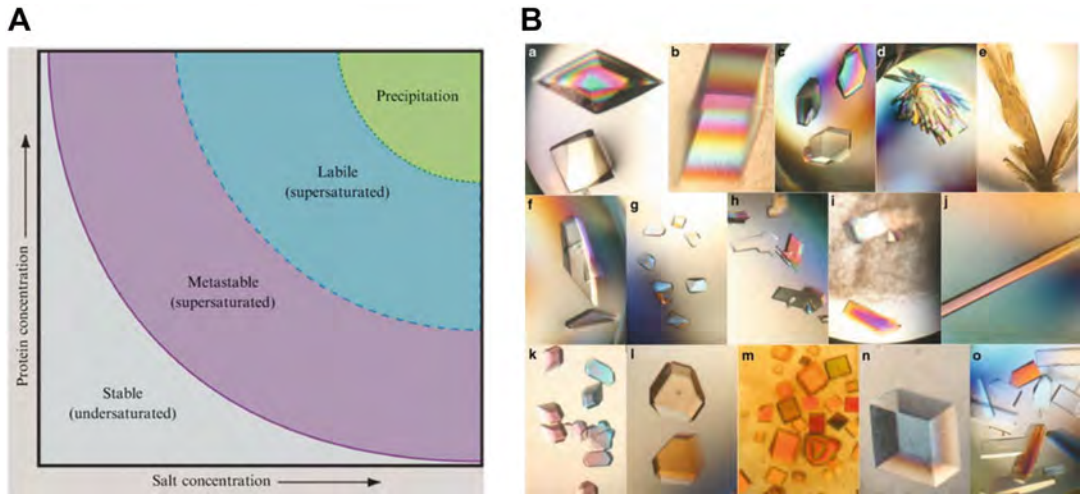 A
B
Protein concentration
Precipitation
Labile
(supersaturated)
Metastable
(supersaturated)
Stable
(undersaturated)
Salt concentration
a
b
c
d
e
f
g
h
i
j
k
l
m
n
o